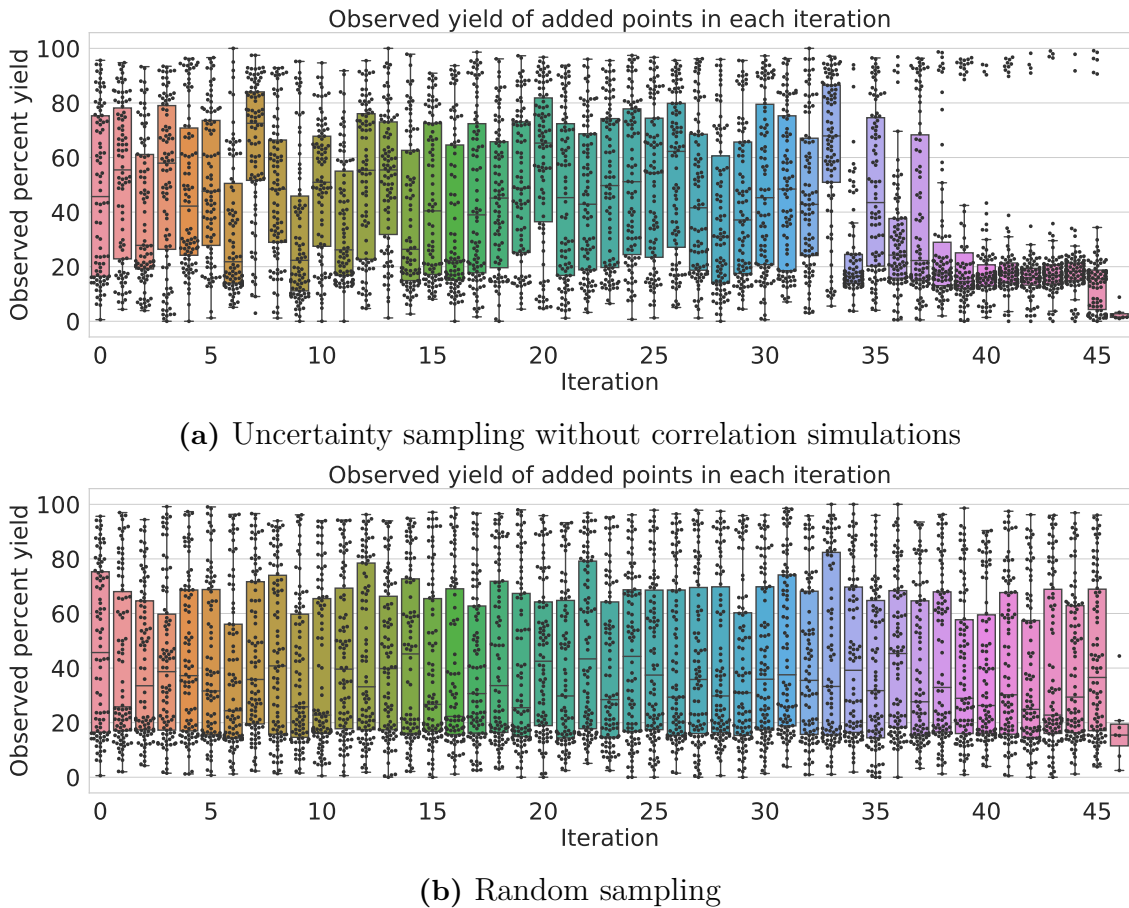 Observed yield of added points in each iteration
Observed percent yield
100
80
60
40
20
0
0 5 10 15 20 25 30 35 40 45
Iteration
(a) Uncertainty sampling without correlation simulations
Observed yield of added points in each iteration
Observed percent yield
100
80
60
40
20
0
0 5 10 15 20 25 30 35 40 45
Iteration
(b) Random sampling